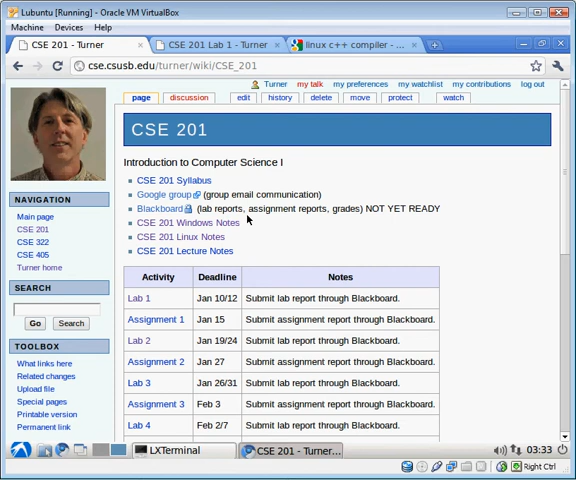 Lubuntu [Running] - Oracle VM VirtualBox
Machine Devices Help
CSE 201 - Turner
CSE 201 Lab 1 - Turner
linux c++ compiler - ...
cse.csusb.edu/turner/wiki/CSE_201
Turner my talk my preferences my watchlist my contributions log out
page discussion edit history delete move protect watch
CSE 201
Introduction to Computer Science I
CSE 201 Syllabus
Google group (group email communication)
Blackboard (lab reports, assignment reports, grades) NOT YET READY
CSE 201 Windows Notes
CSE 201 Linux Notes
CSE 201 Lecture Notes
Activity Deadline Notes
Lab 1 Jan 10/12 Submit lab report through Blackboard.
Assignment 1 Jan 15 Submit assignment report through Blackboard.
Lab 2 Jan 19/24 Submit lab report through Blackboard.
Assignment 2 Jan 27 Submit assignment report through Blackboard.
Lab 3 Jan 26/31 Submit lab report through Blackboard.
Assignment 3 Feb 3 Submit assignment report through Blackboard.
Lab 4 Feb 2/7 Submit lab report through Blackboard.
NAVIGATION
Main page
CSE 201
CSE 322
CSE 405
Turner home
SEARCH
Go Search
TOOLBOX
What links here
Related changes
Upload file
Special pages
Printable version
Permanent link
LXTerminal
CSE 201 - Turner...
03:33
Right Ctrl